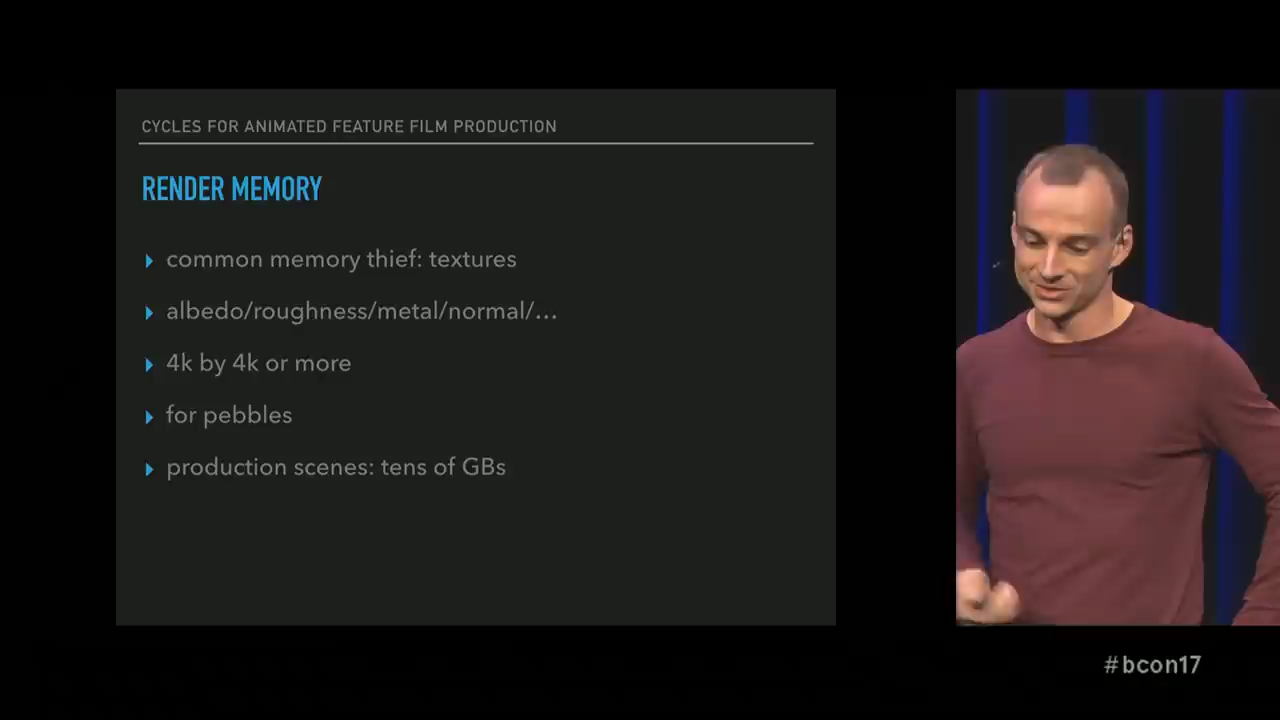 CYCLES FOR ANIMATED FEATURE FILM PRODUCTION
RENDER MEMORY
common memory thief: textures
albedo/roughness/metal/normal/...
4k by 4k or more
for pebbles
production scenes: tens of GBs
#bcon17